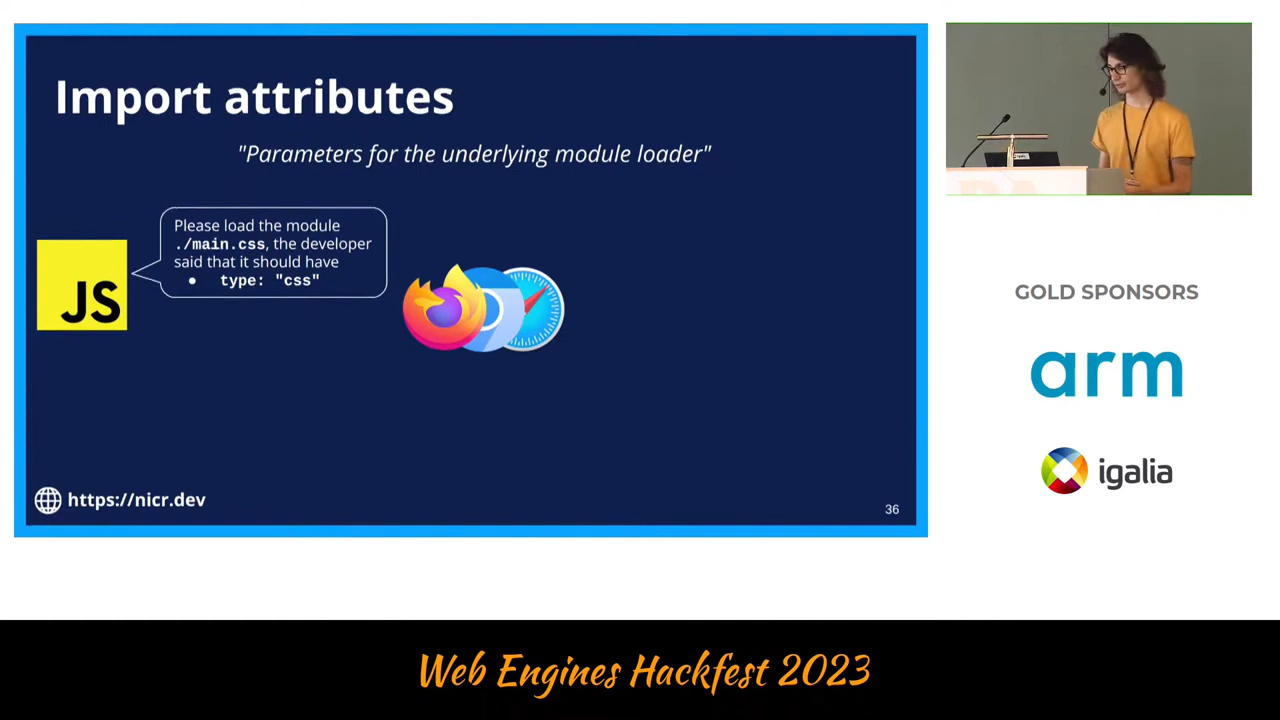 Import attributes
"Parameters for the underlying module loader"
Please load the module
./main.css, the developer
said that it should have
● type: "css"
JS
https://nicr.dev
36
GOLD SPONSORS
arm
igalia
Web Engines Hackfest 2023